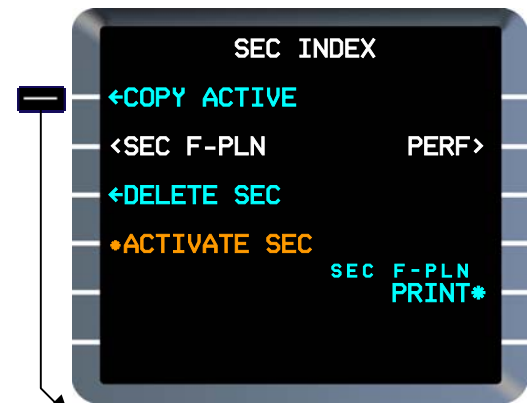 SEC INDEX
←COPY ACTIVE
<SEC F-PLN PERF>
←DELETE SEC
*ACTIVATE SEC
SEC F-PLN
PRINT*